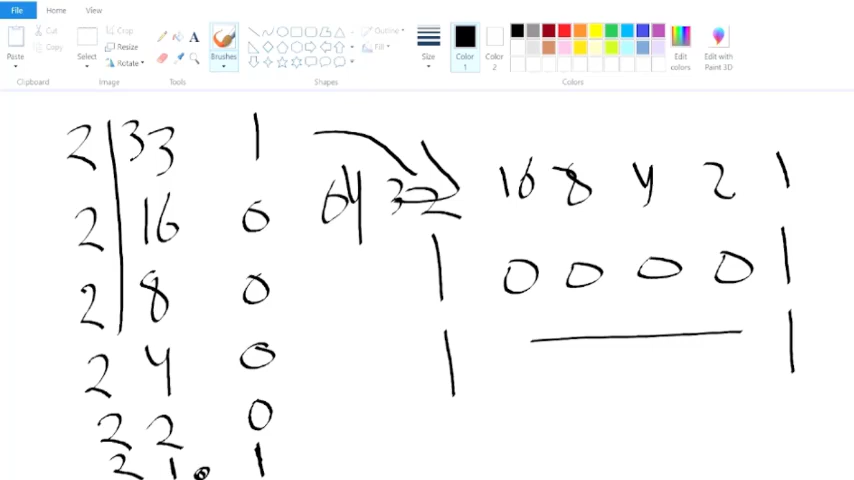 File Home View
Cut
Copy
Paste
Clipboard
Crop
Resize
Rotate
Select
Image
A
Tools
Brushes
Outline
Fill
Shapes
Size
Color 1
Color 2
Edit colors
Edit with Paint 3D
Colors
2 33 1
64 32 16 8 4 2 1
2 16 0
1 0 0 0 0 1
2 8 0
2 4 0
1 1
2 2 0
2 1 1